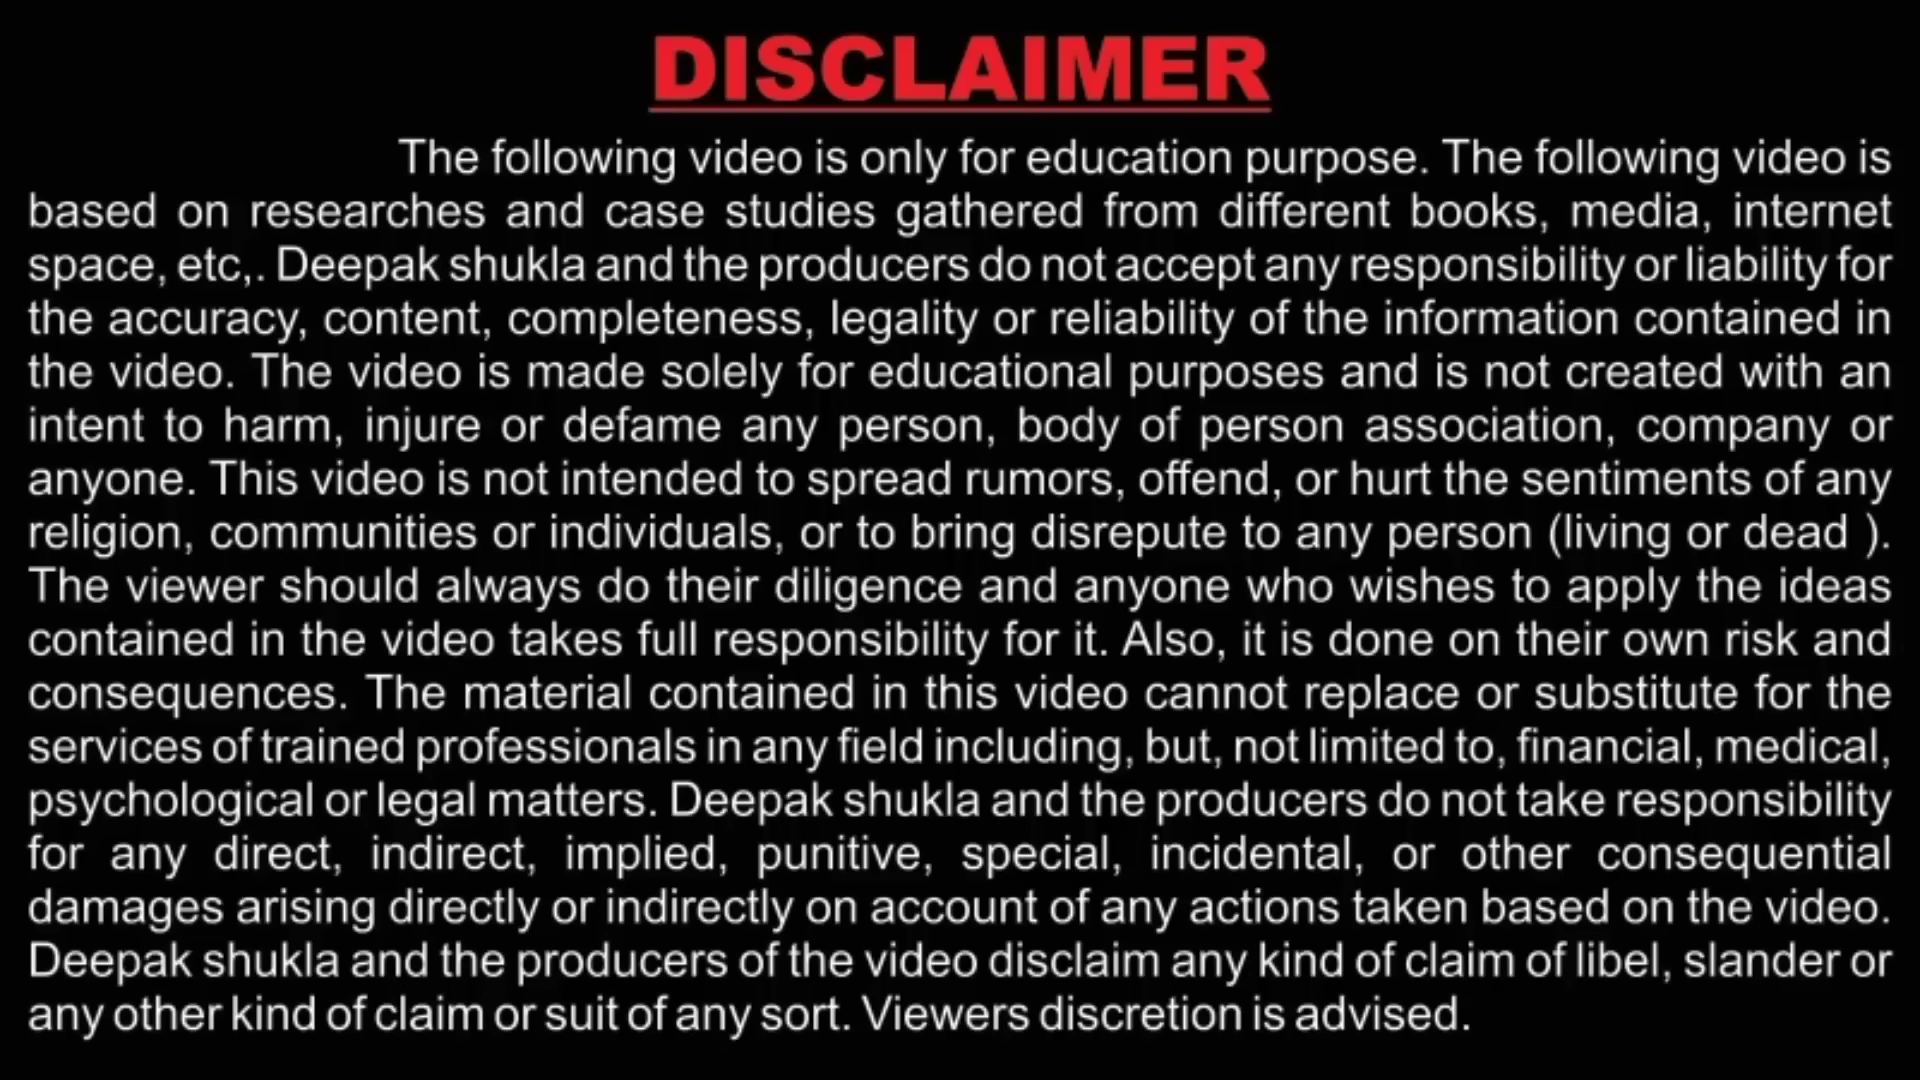 DISCLAIMER
The following video is only for education purpose. The following video is
based on researches and case studies gathered from different books, media, internet
space, etc,. Deepak shukla and the producers do not accept any responsibility or liability for
the accuracy, content, completeness, legality or reliability of the information contained in
the video. The video is made solely for educational purposes and is not created with an
intent to harm, injure or defame any person, body of person association, company or
anyone. This video is not intended to spread rumors, offend, or hurt the sentiments of any
religion, communities or individuals, or to bring disrepute to any person (living or dead ).
The viewer should always do their diligence and anyone who wishes to apply the ideas
contained in the video takes full responsibility for it. Also, it is done on their own risk and
consequences. The material contained in this video cannot replace or substitute for the
services of trained professionals in any field including, but, not limited to, financial, medical,
psychological or legal matters. Deepak shukla and the producers do not take responsibility
for any direct, indirect, implied, punitive, special, incidental, or other consequential
damages arising directly or indirectly on account of any actions taken based on the video.
Deepak shukla and the producers of the video disclaim any kind of claim of libel, slander or
any other kind of claim or suit of any sort. Viewers discretion is advised.